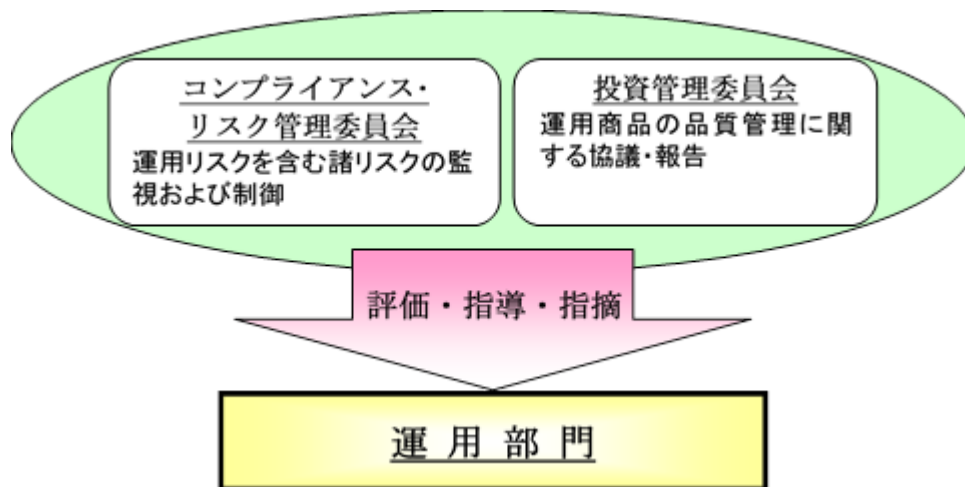 コンプライアンス・
リスク管理委員会
運用リスクを含む諸リスクの監
視および制御
投資管理委員会
運用商品の品質管理に関
する協議・報告
評価・指導・指摘
運用部門